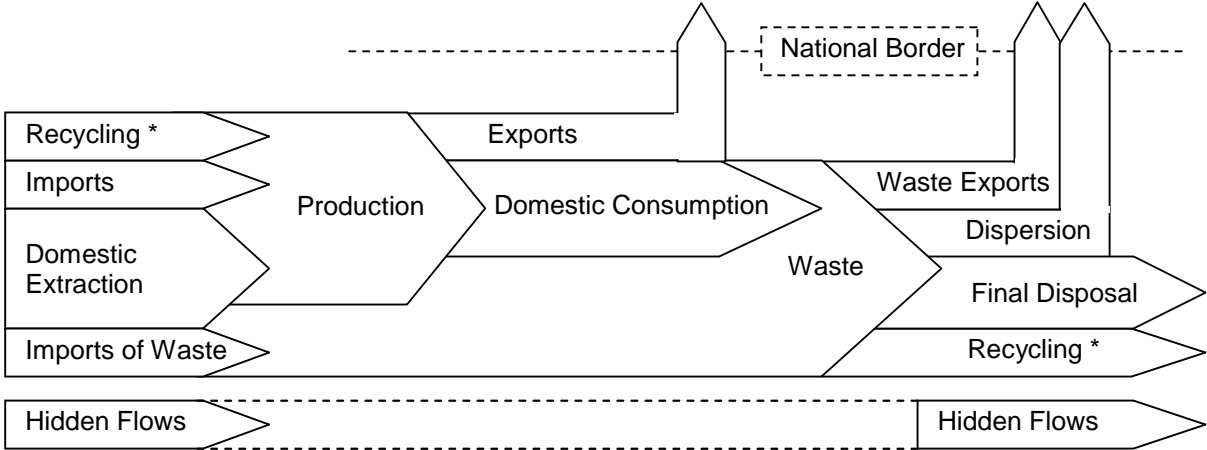 National Border
Recycling *
Exports
Imports
Waste Exports
Production
Domestic Consumption
Dispersion
Domestic
Extraction
Waste
Final Disposal
Imports of Waste
Recycling *
Hidden Flows
Hidden Flows